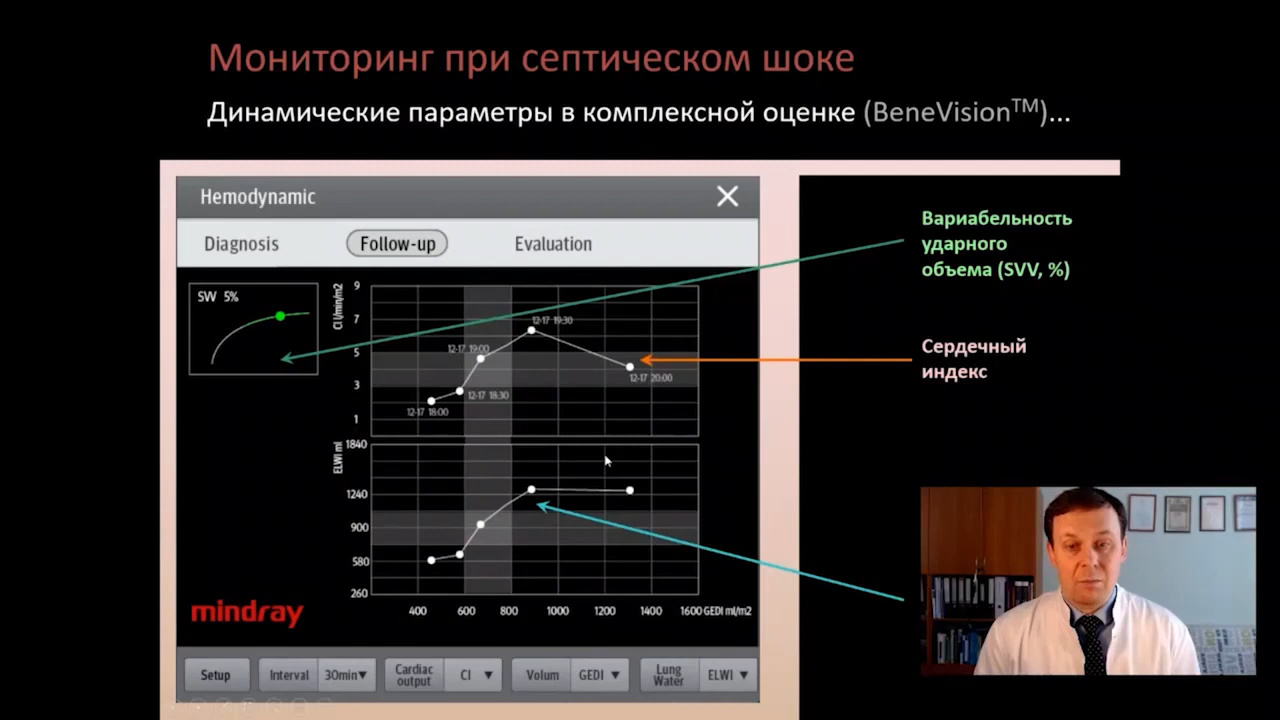 Мониторинг при септическом шоке
Динамические параметры в комплексной оценке (BeneVision™)...
Hemodynamic
Diagnosis
Follow-up
Evaluation
SVV 5%
CI l/min/m2
9
7
5
3
1
12-17 18:00
12-17 18:30
12-17 19:00
12-17 19:30
12-17 20:00
ELWI ml
1840
1240
900
580
260
400 600 800 1000 1200 1400 1600 GEDI ml/m2
mindray
Setup
Interval 30min▼
Cardiac
output
CI ▼
Volum GEDI ▼
Lung
Water
ELWI ▼
Вариабельность
ударного
объема (SVV, %)
Сердечный
индекс